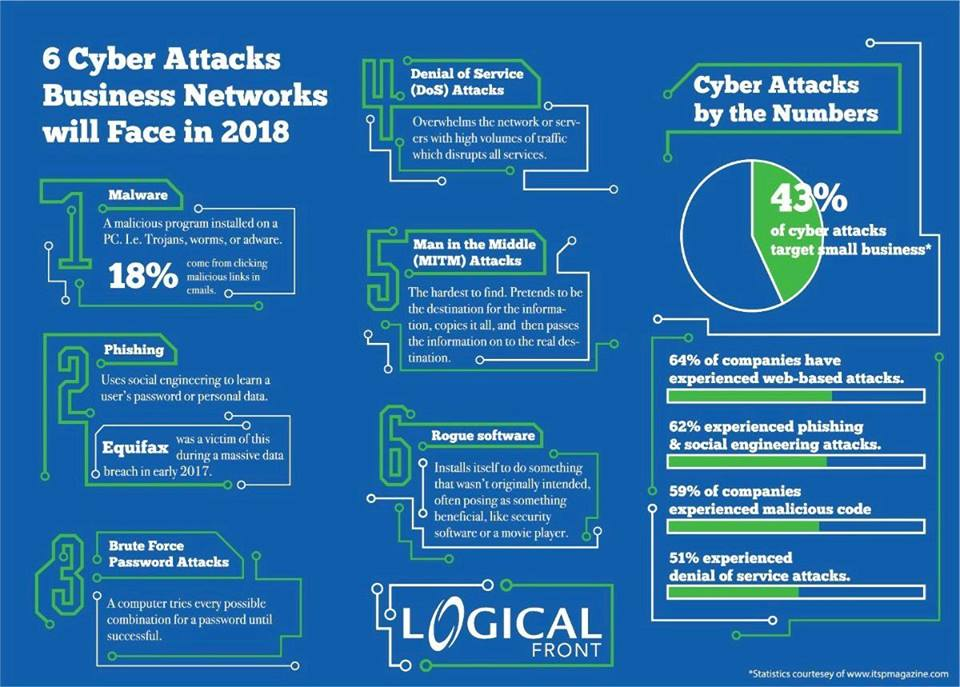 6 Cyber Attacks
Business Networks
will Face in 2018
1
Malware
A malicious program installed on a
PC. I.e. Trojans, worms, or adware.
18%
come from clicking
malicious links in
emails.
2
Phishing
Uses social engineering to learn a
user's password or personal data.
Equifax was a victim of this
during a massive data
breach in early 2017.
3
Brute Force
Password Attacks
A computer tries every possible
combination for a password until
successful.
4
Denial of Service
(DoS) Attacks
Overwhelms the network or serv-
ers with high volumes of traffic
which disrupts all services.
5
Man in the Middle
(MITM) Attacks
The hardest to find. Pretends to be
the destination for the informa-
tion, copies it all, and then passes
the information on to the real des-
tination.
6
Rogue software
Installs itself to do something
that wasn't originally intended,
often posing as something
beneficial, like security
software or a movie player.
LOGICAL
FRONT
Cyber Attacks
by the Numbers
43%
of cyber attacks
target small business*
64% of companies have
experienced web-based attacks.
62% experienced phishing
& social engineering attacks.
59% of companies
experienced malicious code
51% experienced
denial of service attacks.
*Statistics courtesey of www.itspmagazine.com